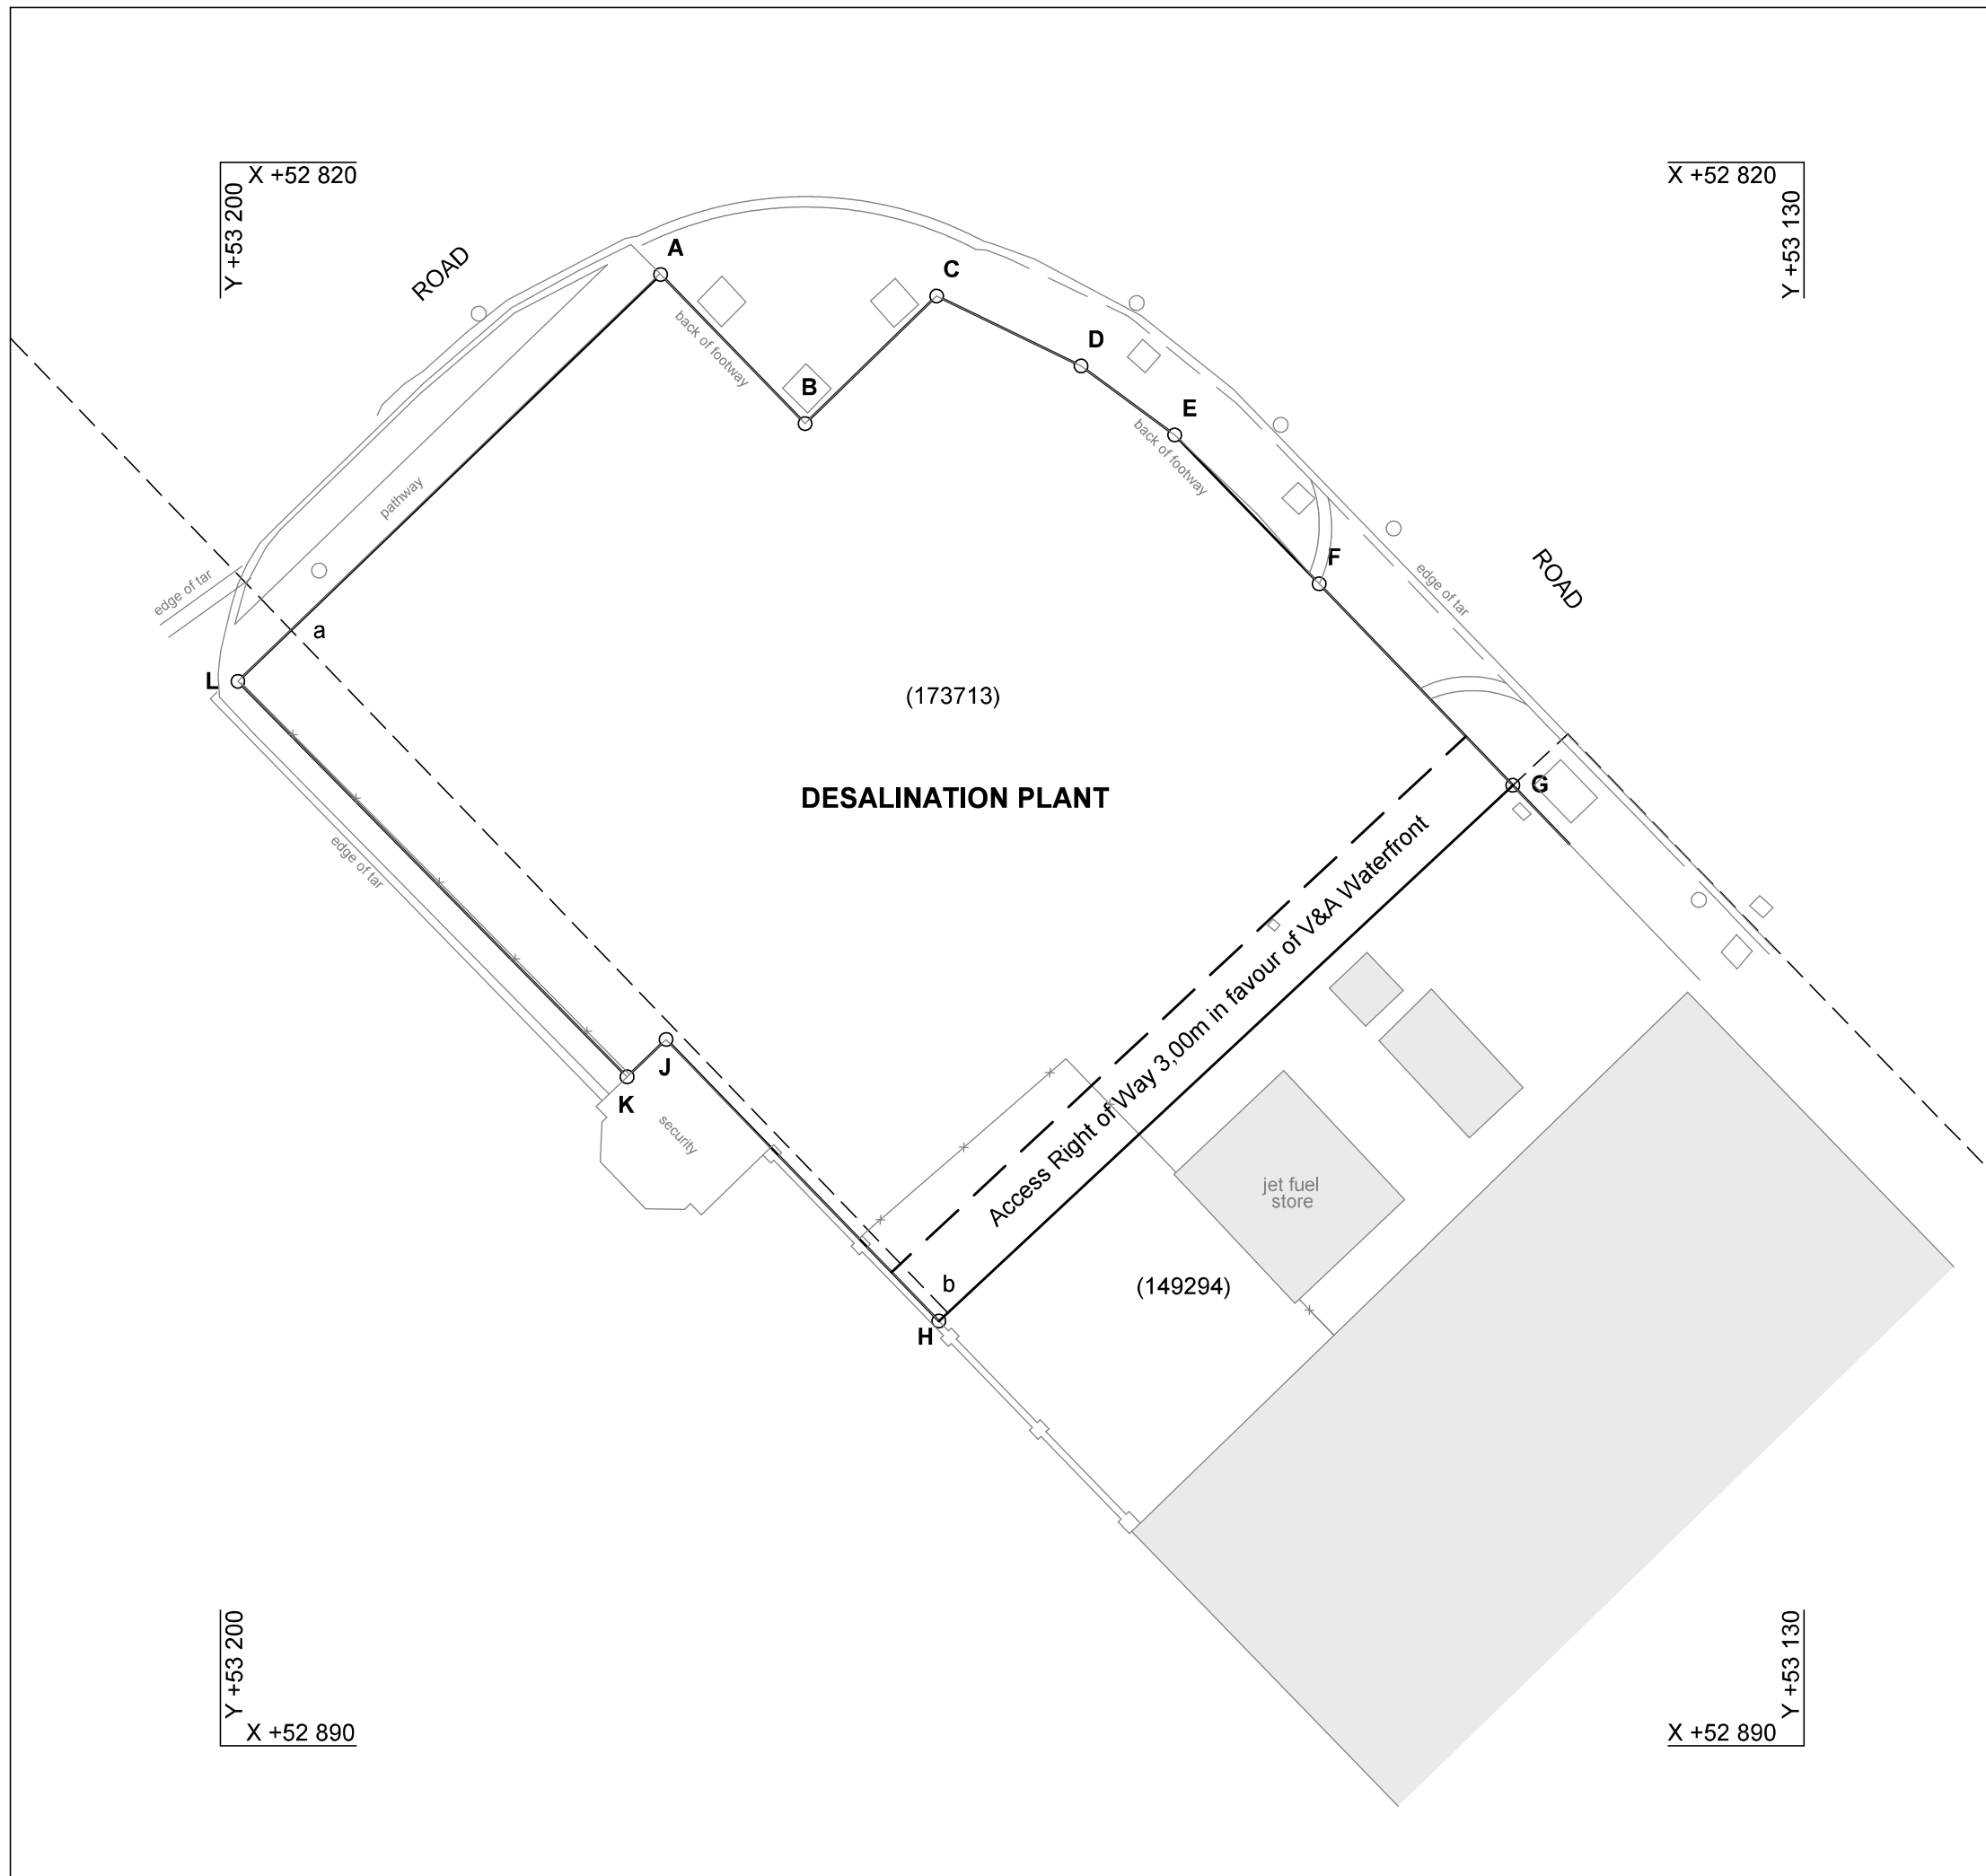 X +52 820
Y +53 200
X +52 820
Y +53 130
ROAD
A
C
back of footway
D
B
E
back of footway
pathway
F
edge of tar
ROAD
edge of tar
a
L
(173713)
G
DESALINATION PLANT
edge of tar
Access Right of Way 3,00m in favour of V&A Waterfront
J
K
security
jet fuel
store
b
(149294)
H
Y +53 200
X +52 890
Y +53 130
X +52 890